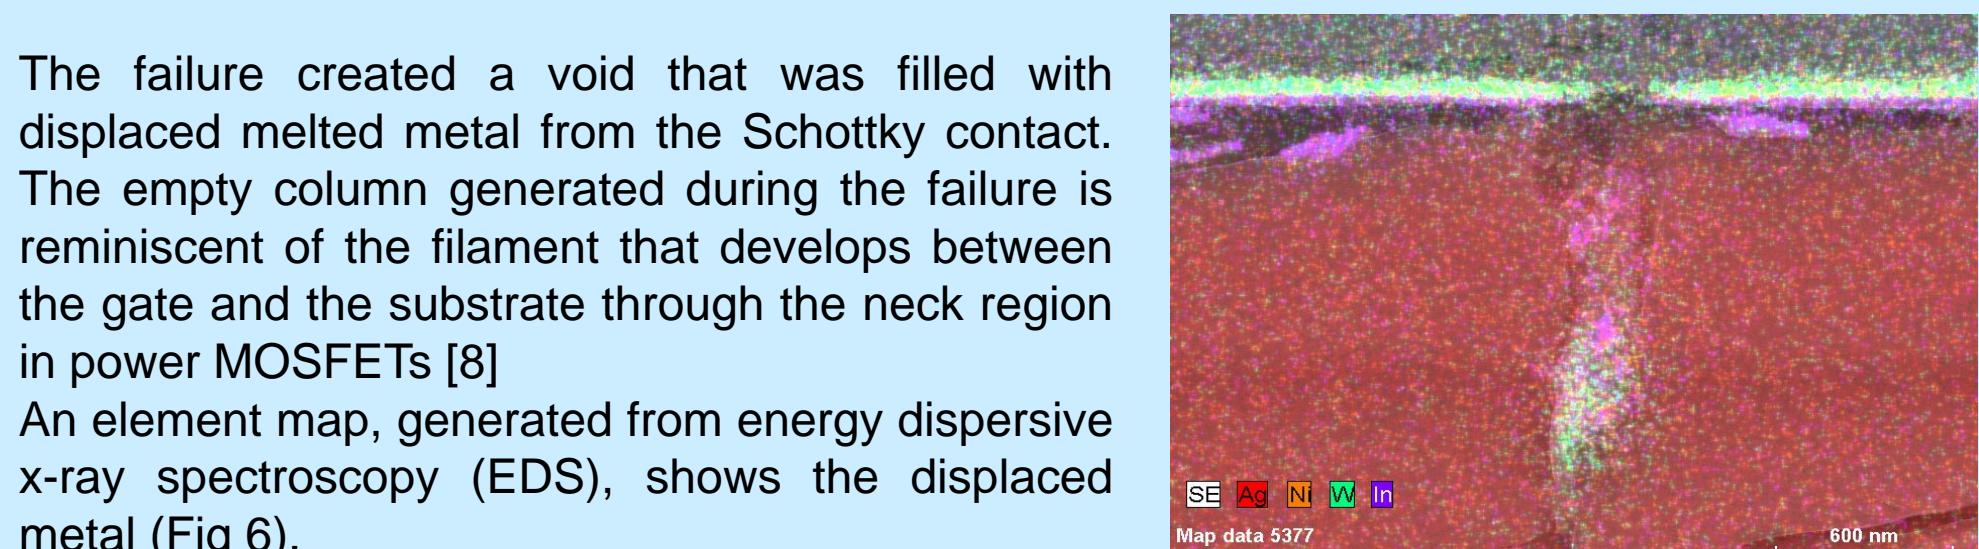 The failure created a void that was filled with
displaced melted metal from the Schottky contact.
The empty column generated during the failure is
reminiscent of the filament that develops between
the gate and the substrate through the neck region
in power MOSFETs [8]
An element map, generated from energy dispersive
x-ray spectroscopy (EDS), shows the displaced
metal (Fig 6).
SE Ag Ni W In
Map data 5377
600 nm